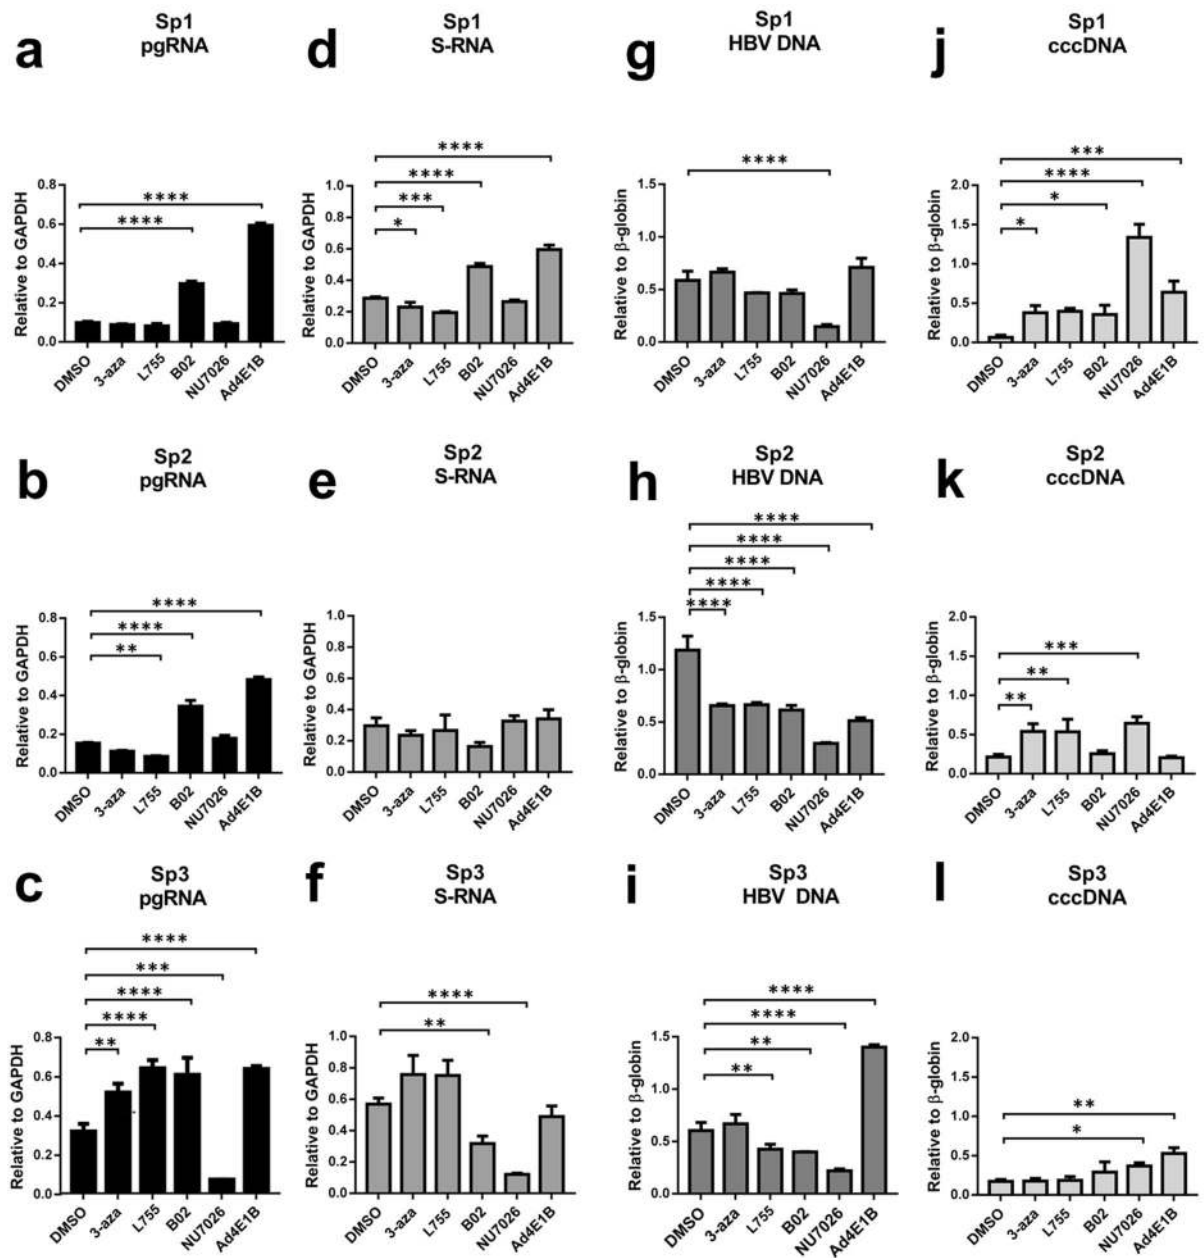 a
Sp1
pgRNA
****
****
Relative to GAPDH
0.8
0.6
0.4
0.2
0.0
DMSO
3-aza
L755
B02
NU7026
Ad4E1B
d
Sp1
S-RNA
****
****
***
*
Relative to GAPDH
1.0
0.8
0.6
0.4
0.2
0.0
DMSO
3-aza
L755
B02
NU7026
Ad4E1B
g
Sp1
HBV DNA
****
Relative to β-globin
1.5
1.0
0.5
0.0
DMSO
3-aza
L755
B02
NU7026
Ad4E1B
j
Sp1
cccDNA
***
****
*
*
Relative to β-globin
2.0
1.5
1.0
0.5
0.0
DMSO
3-aza
L755
B02
NU7026
Ad4E1B
b
Sp2
pgRNA
****
****
**
Relative to GAPDH
0.8
0.6
0.4
0.2
0.0
DMSO
3-aza
L755
B02
NU7026
Ad4E1B
e
Sp2
S-RNA
Relative to GAPDH
1.0
0.8
0.6
0.4
0.2
0.0
DMSO
3-aza
L755
B02
NU7026
Ad4E1B
h
Sp2
HBV DNA
****
****
****
****
****
Relative to β-globin
1.5
1.0
0.5
0.0
DMSO
3-aza
L755
B02
NU7026
Ad4E1B
k
Sp2
cccDNA
***
**
**
Relative to β-globin
2.0
1.5
1.0
0.5
0.0
DMSO
3-aza
L755
B02
NU7026
Ad4E1B
c
Sp3
pgRNA
****
***
****
****
**
Relative to GAPDH
0.8
0.6
0.4
0.2
0.0
DMSO
3-aza
L755
B02
NU7026
Ad4E1B
f
Sp3
S-RNA
****
**
Relative to GAPDH
1.0
0.8
0.6
0.4
0.2
0.0
DMSO
3-aza
L755
B02
NU7026
Ad4E1B
i
Sp3
HBV DNA
****
****
**
**
Relative to β-globin
1.5
1.0
0.5
0.0
DMSO
3-aza
L755
B02
NU7026
Ad4E1B
l
Sp3
cccDNA
**
*
Relative to β-globin
2.0
1.5
1.0
0.5
0.0
DMSO
3-aza
L755
B02
NU7026
Ad4E1B